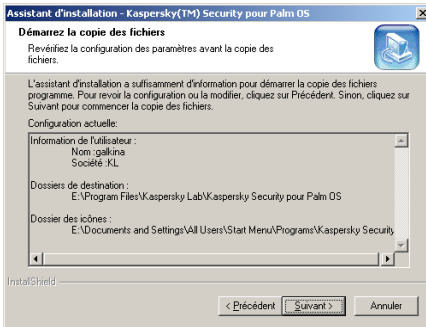 Assistant d'installation - Kaspersky(TM) Security pour Palm OS
Démarrez la copie des fichiers
Revérifiez la configuration des paramètres avant la copie des
fichiers.
L'assistant d'installation a suffisamment d'information pour démarrer la copie des fichiers
programme. Pour revoir la configuration ou la modifier, cliquez sur Précédent. Sinon, cliquez sur
Suivant pour commencer la copie des fichiers.
Configuration actuelle:
Information de l'utilisateur :
Nom :galkina
Société :KL
Dossiers de destination :
E:\Program Files\Kaspersky Lab\Kaspersky Security pour Palm OS
Dossier des icônes :
E:\Documents and Settings\All Users\Start Menu\Programs\Kaspersky Security
InstallShield
< Précédent Suivant > Annuler